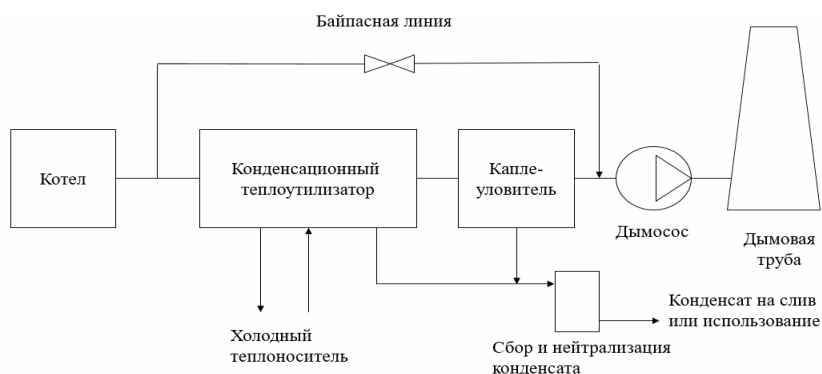 Байпасная линия
Котел
Конденсационный
теплоутилизатор
Капле-
уловитель
Дымосос
Дымовая
труба
Холодный
теплоноситель
Сбор и нейтрализация
конденсата
Конденсат на слив
или использование